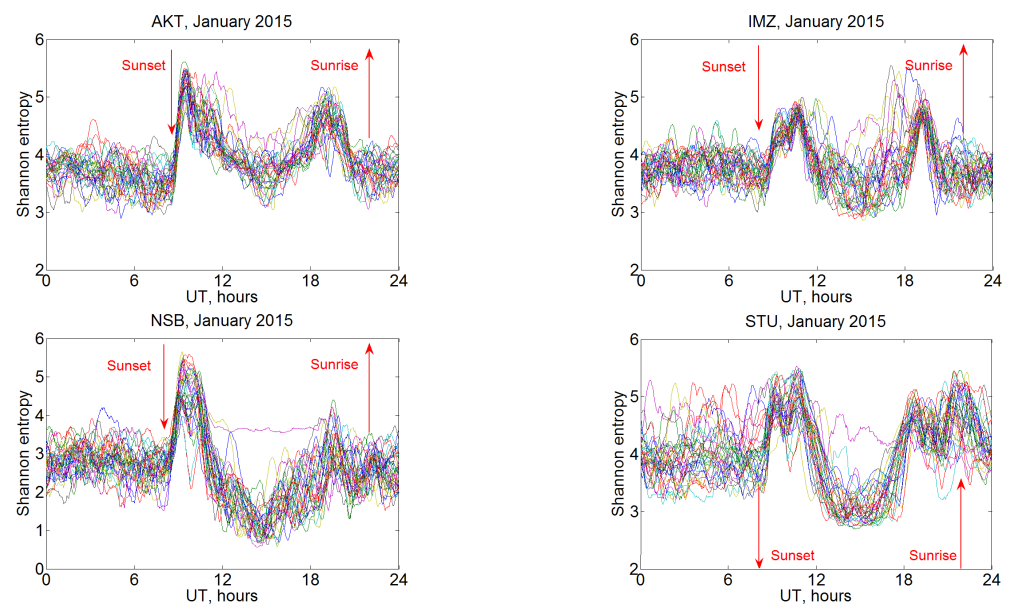 AKT, January 2015
6
5
4
3
2
Shannon entropy
Sunset
Sunrise
0 6 12 18 24
UT, hours
IMZ, January 2015
6
5
4
3
2
Shannon entropy
Sunset
Sunrise
0 6 12 18 24
UT, hours
NSB, January 2015
6
5
4
3
2
1
0
Shannon entropy
Sunset
Sunrise
0 6 12 18 24
UT, hours
STU, January 2015
6
5
4
3
2
Shannon entropy
Sunset
Sunrise
0 6 12 18 24
UT, hours